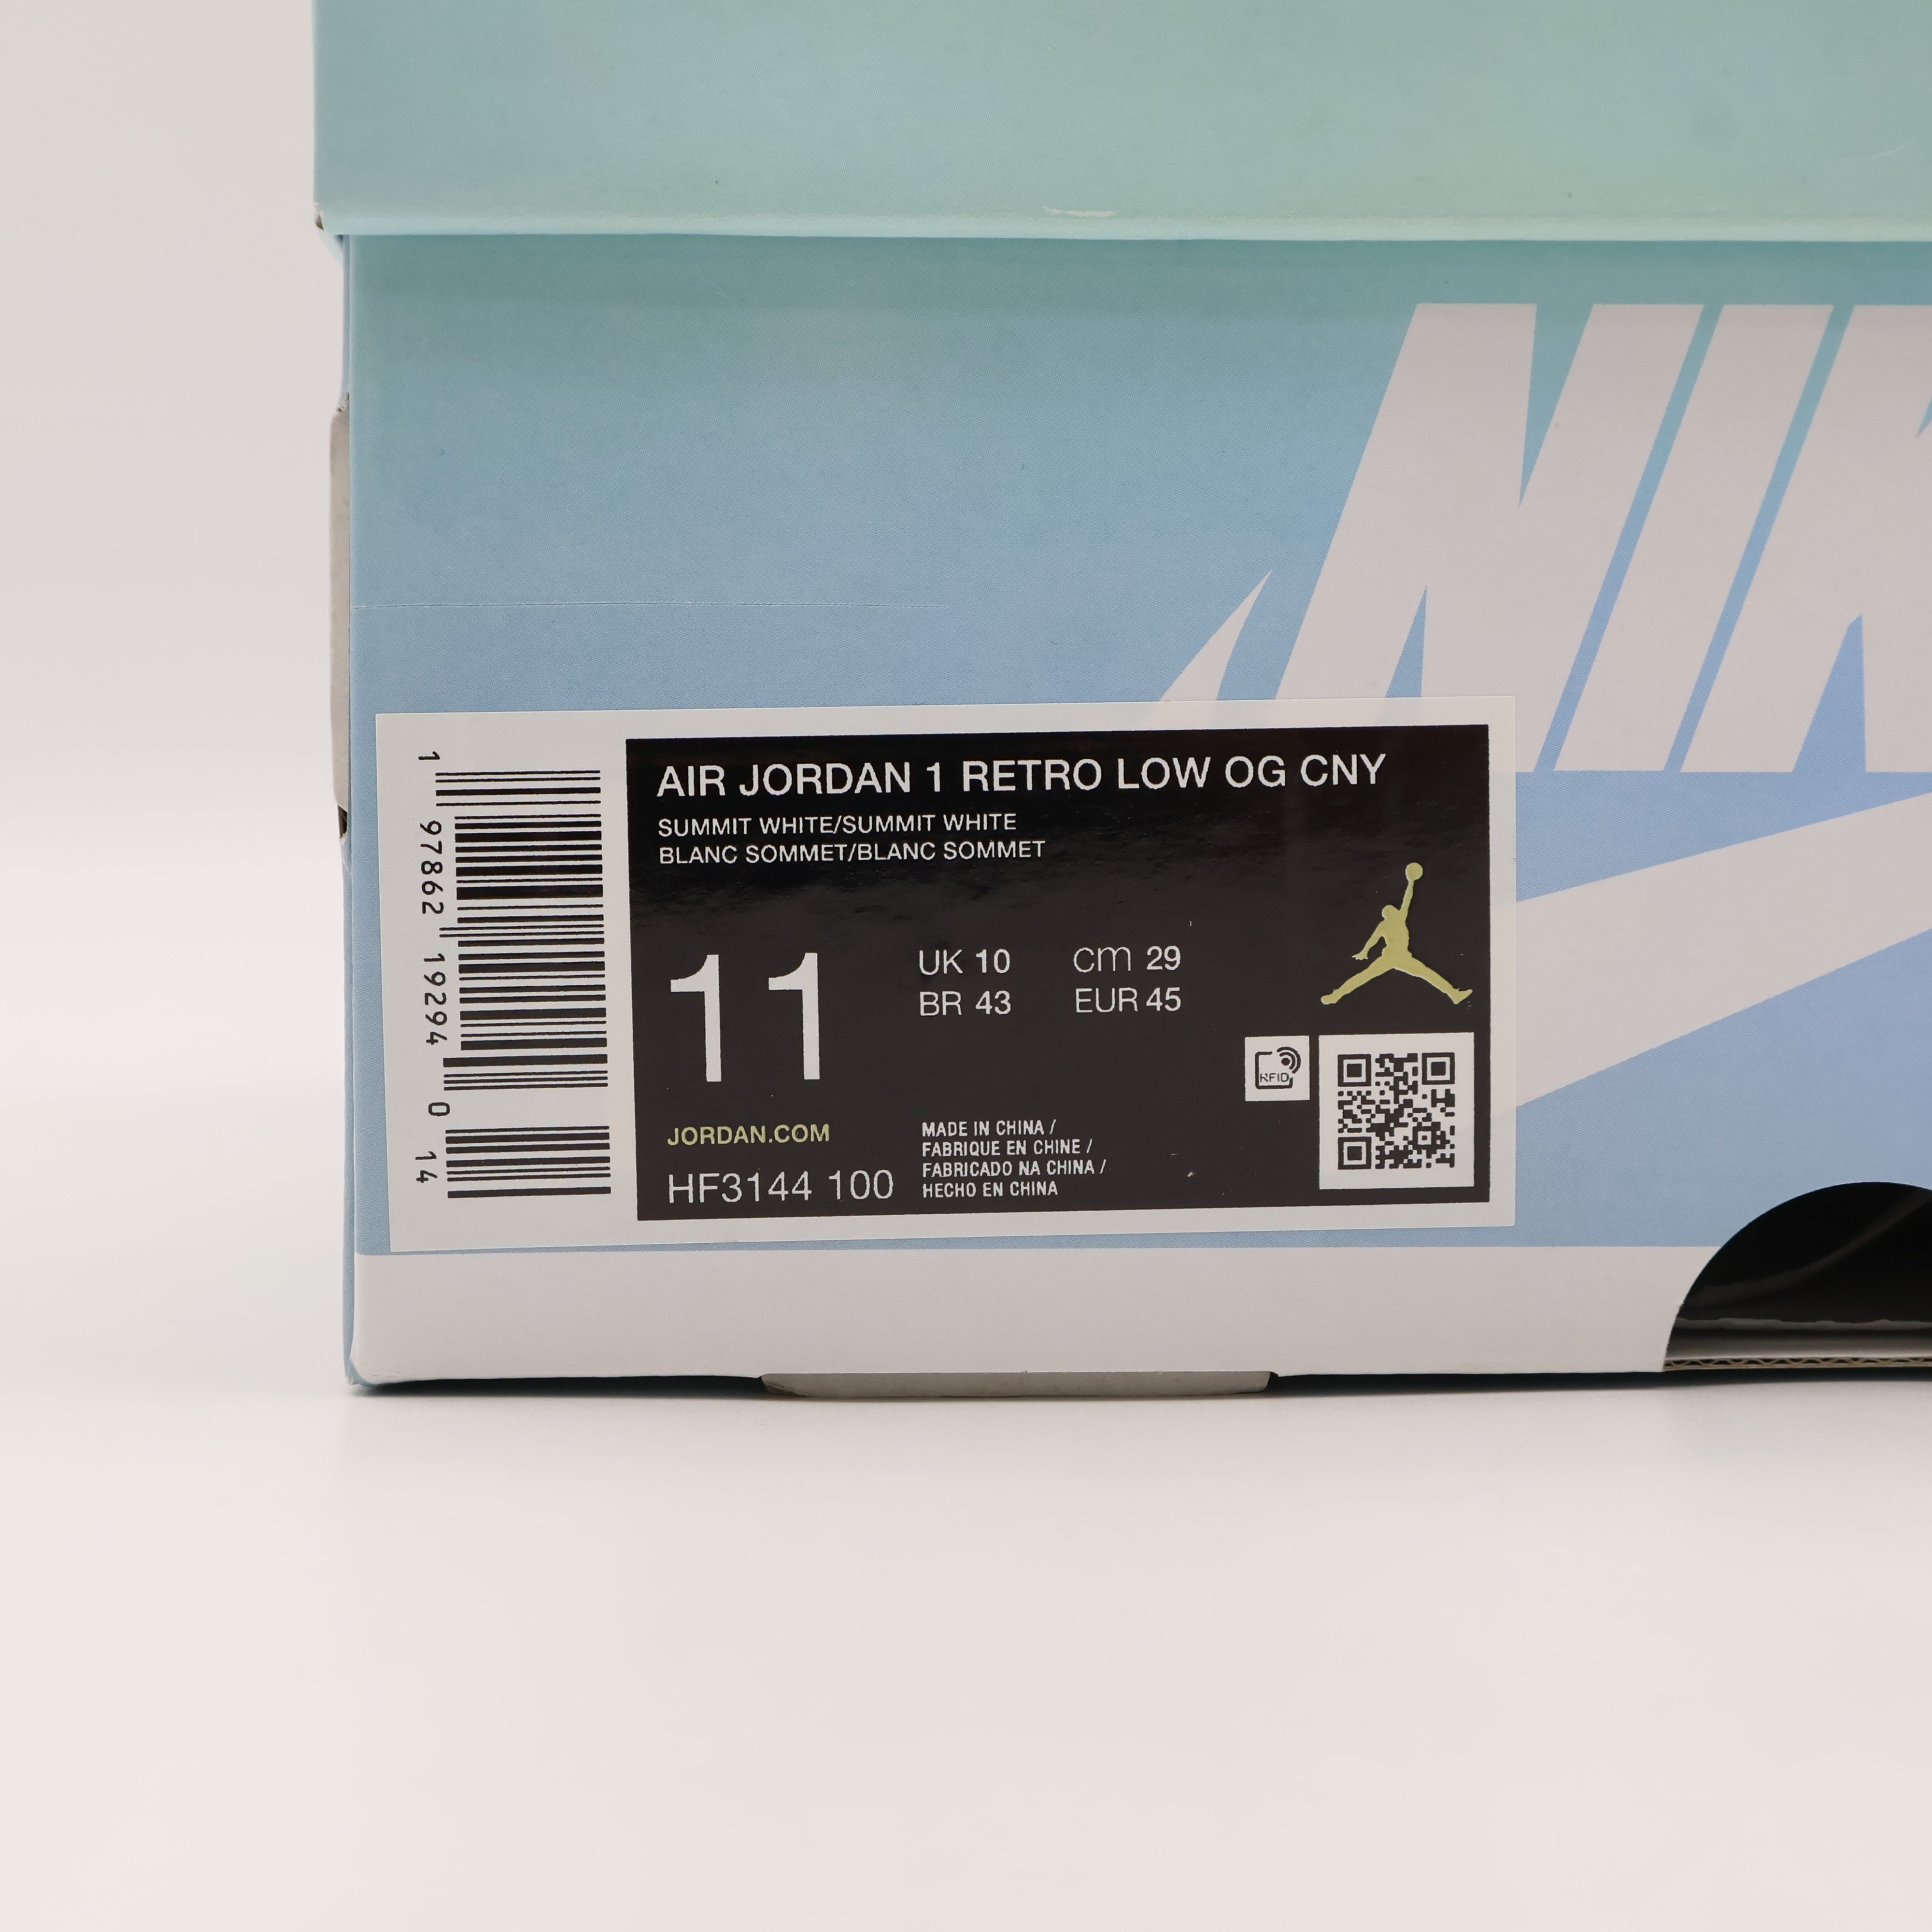 NIK
AIR JORDAN 1 RETRO LOW OG CNY
SUMMIT WHITE/SUMMIT WHITE
BLANC SOMMET/BLANC SOMMET
11
UK 10
cm 29
BR 43
EUR 45
RFID
JORDAN.COM
HF3144 100
MADE IN CHINA /
FABRIQUE EN CHINE /
FABRICADO NA CHINA /
HECHO EN CHINA
1 97862 19294 0 14